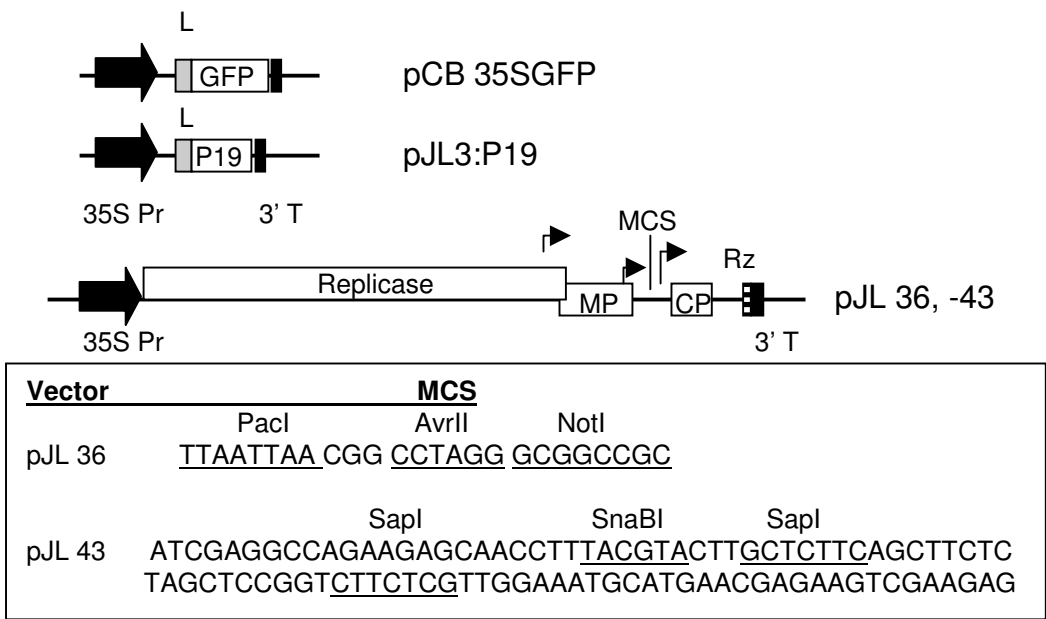 L
GFP pCB 35SGFP
L
P19 pJL3:P19
35S Pr 3' T
MCS
Rz
Replicase
MP CP pJL 36, -43
35S Pr 3' T
Vector MCS
PacI AvrII NotI
pJL 36 TTAATTAA CGG CCTAGG GCGGCCGC
SapI SnaBI SapI
pJL 43 ATCGAGGCCAGAAGAGCAACCTTTACGTACTTGCTCTTCAGCTTCTC
TAGCTCCGGTCTTCTCGTTGGAAATGCATGAACGAGAAGTCGAAGAG